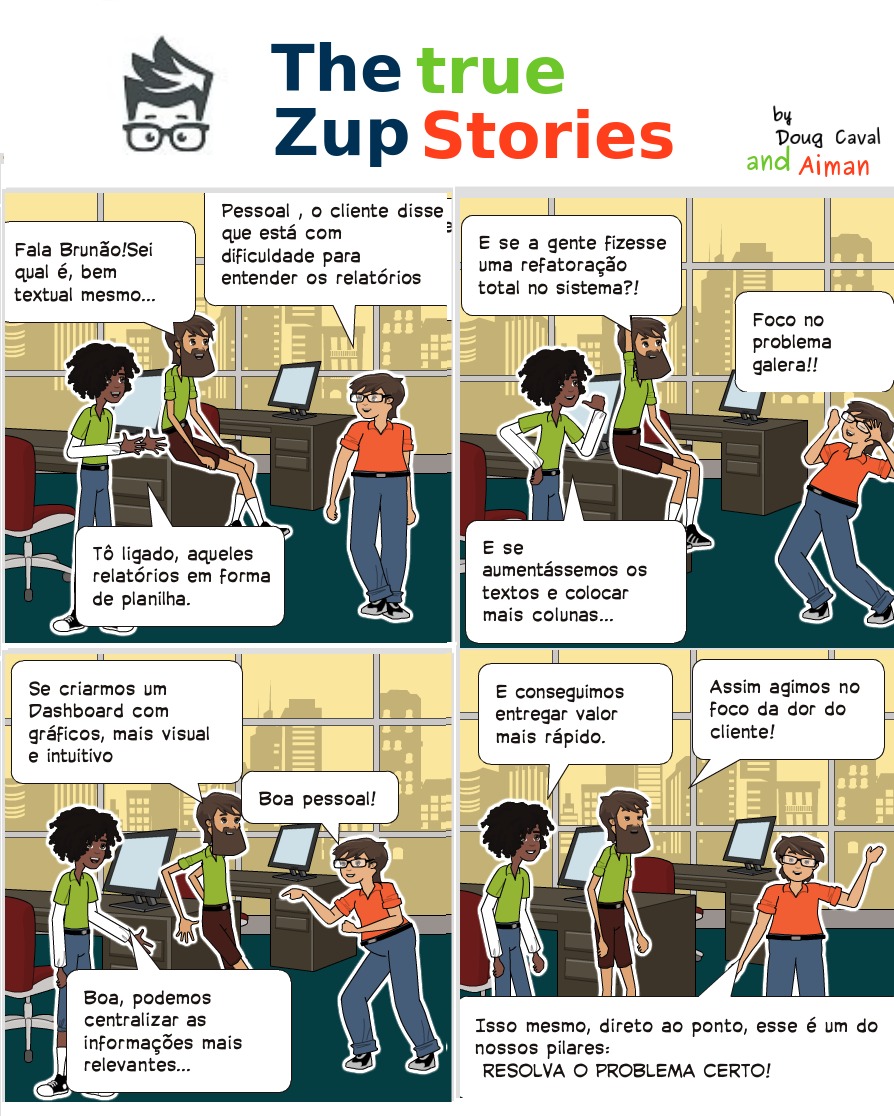 The true
Zup Stories
by
Doug Caval
and Aiman
Pessoal , o cliente disse
que está com
dificuldade para
entender os relatórios
Fala Brunão!Sei
qual é, bem
textual mesmo...
Tô ligado, aqueles
relatórios em forma
de planilha.
E se a gente fizesse
uma refatoração
total no sistema?!
Foco no
problema
galera!!
E se
aumentássemos os
textos e colocar
mais colunas...
Se criarmos um
Dashboard com
gráficos, mais visual
e intuitivo
Boa pessoal!
Boa, podemos
centralizar as
informações mais
relevantes...
E conseguimos
entregar valor
mais rápido.
Assim agimos no
foco da dor do
cliente!
Isso mesmo, direto ao ponto, esse é um do
nossos pilares:
RESOLVA O PROBLEMA CERTO!